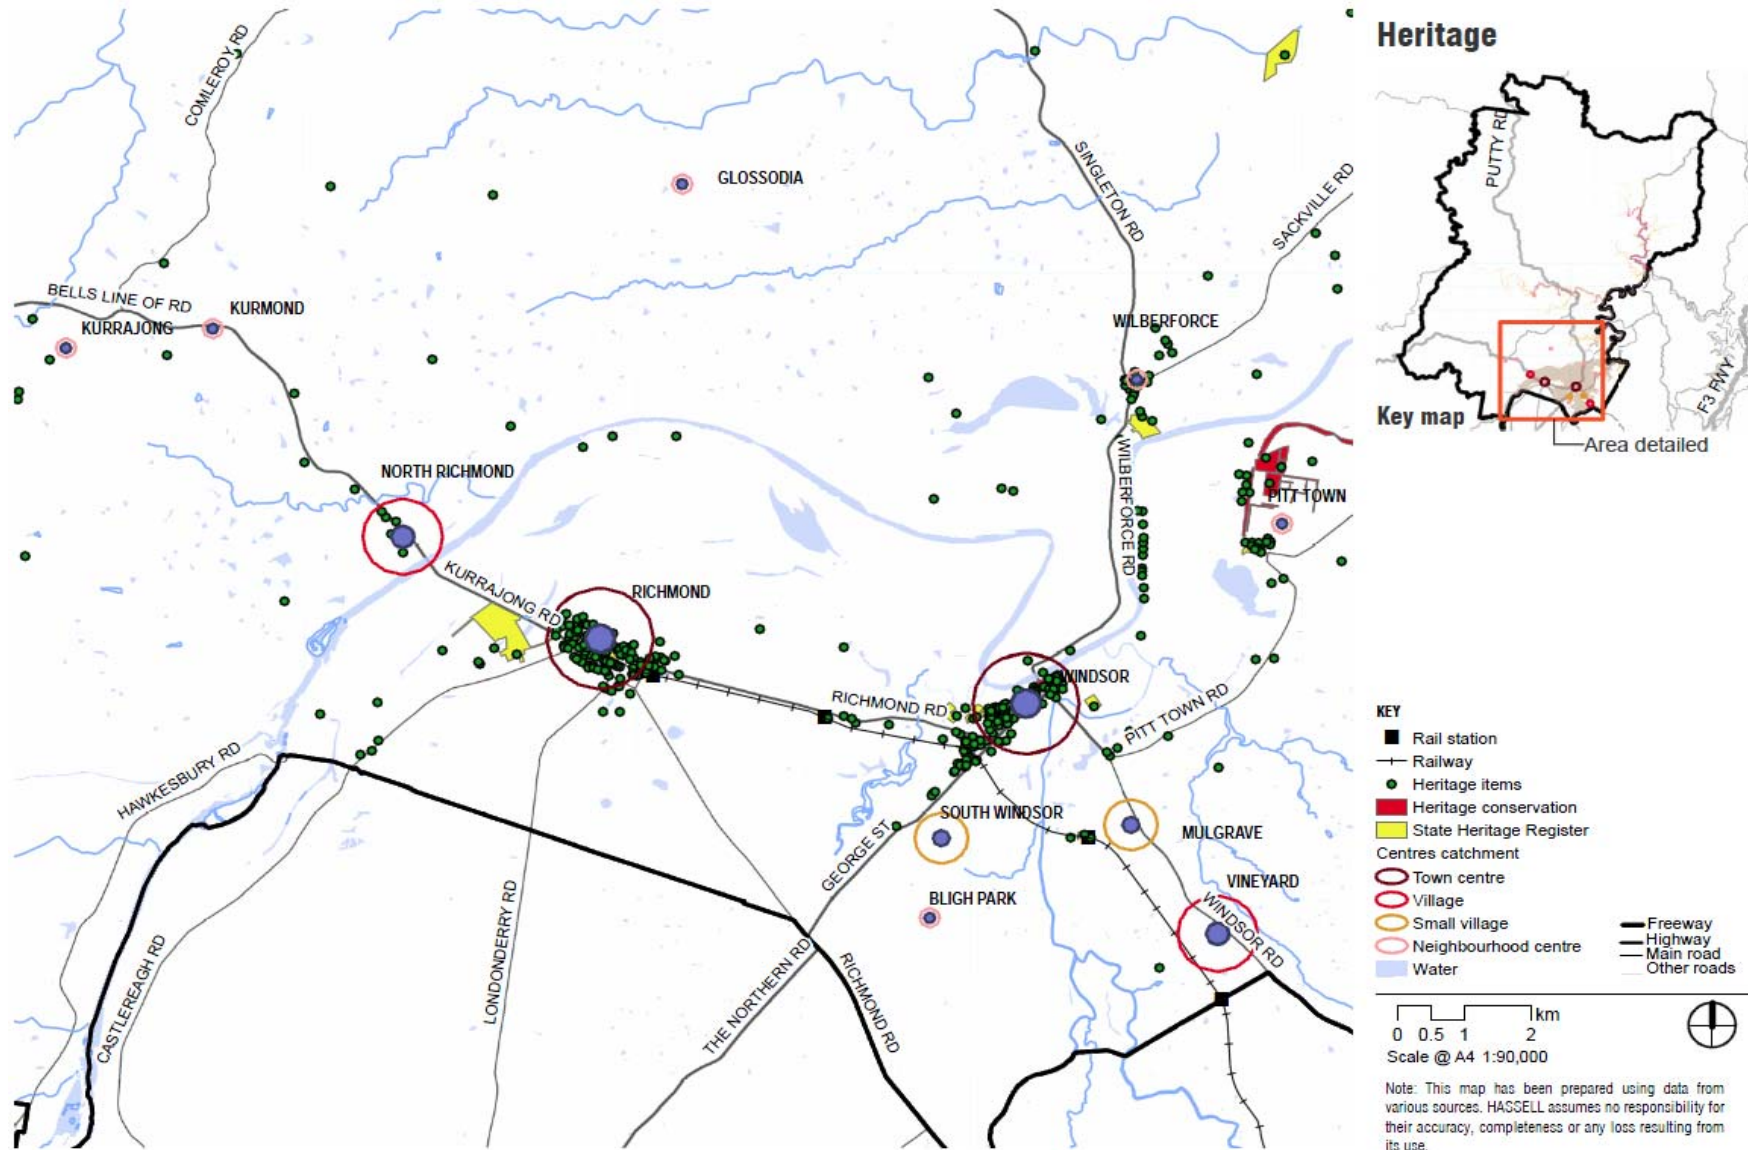 Heritage
COMLEROY RD
PUTTY RD
SINGLETON RD
GLOSSODIA
SACKVILLE RD
BELLS LINE OF RD
KURMOND
KURRAJONG
WILBERFORCE
F3 FWY
Key map
Area detailed
NORTH RICHMOND
WILBERFORCE RD
PITT TOWN
KURRAJONG RD
RICHMOND
WINDSOR
RICHMOND RD
PITT TOWN RD
HAWKESBURY RD
SOUTH WINDSOR
MULGRAVE
GEORGE ST
VINEYARD
BLIGH PARK
LONDONDERRY RD
WINDSOR RD
CASTLEREAGH RD
THE NORTHERN RD
RICHMOND RD
KEY
Rail station
Railway
Heritage items
Heritage conservation
State Heritage Register
Centres catchment
Town centre
Village
Small village
Neighbourhood centre
Water
Freeway
Highway
Main road
Other roads
km
0 0.5 1 2
Scale @ A4 1:90,000
Note: This map has been prepared using data from
various sources. HASSELL assumes no responsibility for
their accuracy, completeness or any loss resulting from
its use.